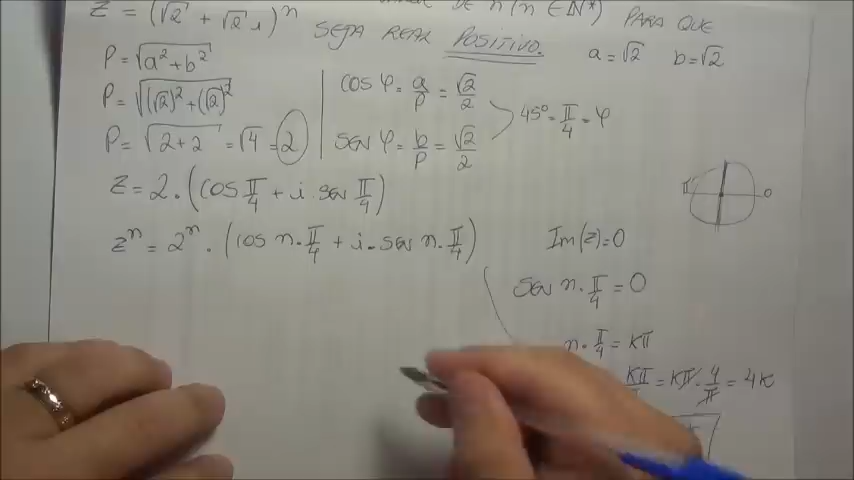 Z = (√2 + √2 i)ⁿ
DE n (n ∈ ℕ*) PARA QUE
SEJA REAL POSITIVO.
a = √2 b = √2
ρ = √a² + b²
ρ = √(√2)² + (√2)²
ρ = √2 + 2 = √4 = 2
cos φ = a/ρ = √2/2
SEN φ = b/ρ = √2/2
45° = π/4 = φ
Z = 2 · (cos π/4 + i · sen π/4)
zⁿ = 2ⁿ · (cos n · π/4 + i · sen n · π/4)
π 0
Im(z) = 0
SEN n · π/4 = 0
n · π/4 = kπ
kπ = kπ · 4/π = 4k